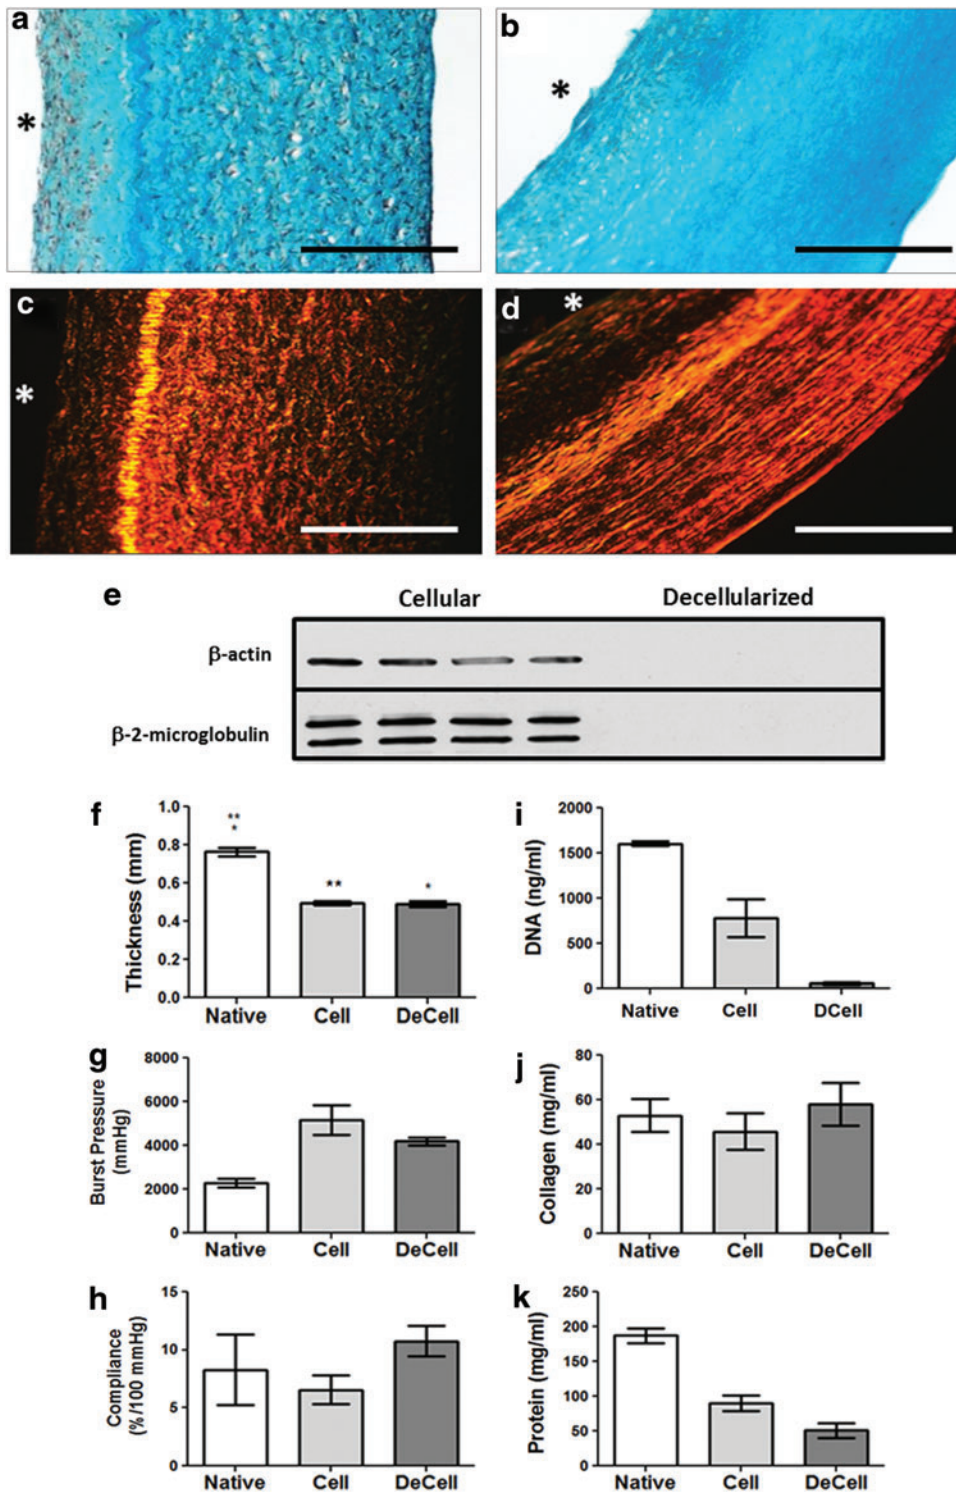 a
*
b
*
c
*
d
*
e
Cellular
Decellularized
β-actin
β-2-microglobulin
f
Thickness (mm)
1.0
0.8
0.6
0.4
0.2
0.0
**
*
**
*
Native
Cell
DeCell
i
DNA (ng/ml)
2000
1500
1000
500
0
Native
Cell
DCell
g
Burst Pressure
(mmHg)
8000
6000
4000
2000
0
Native
Cell
DeCell
j
Collagen (mg/ml)
80
60
40
20
0
Native
Cell
DeCell
h
Compliance
(%/100 mmHg)
15
10
5
0
Native
Cell
DeCell
k
Protein (mg/ml)
250
200
150
100
50
0
Native
Cell
DeCell